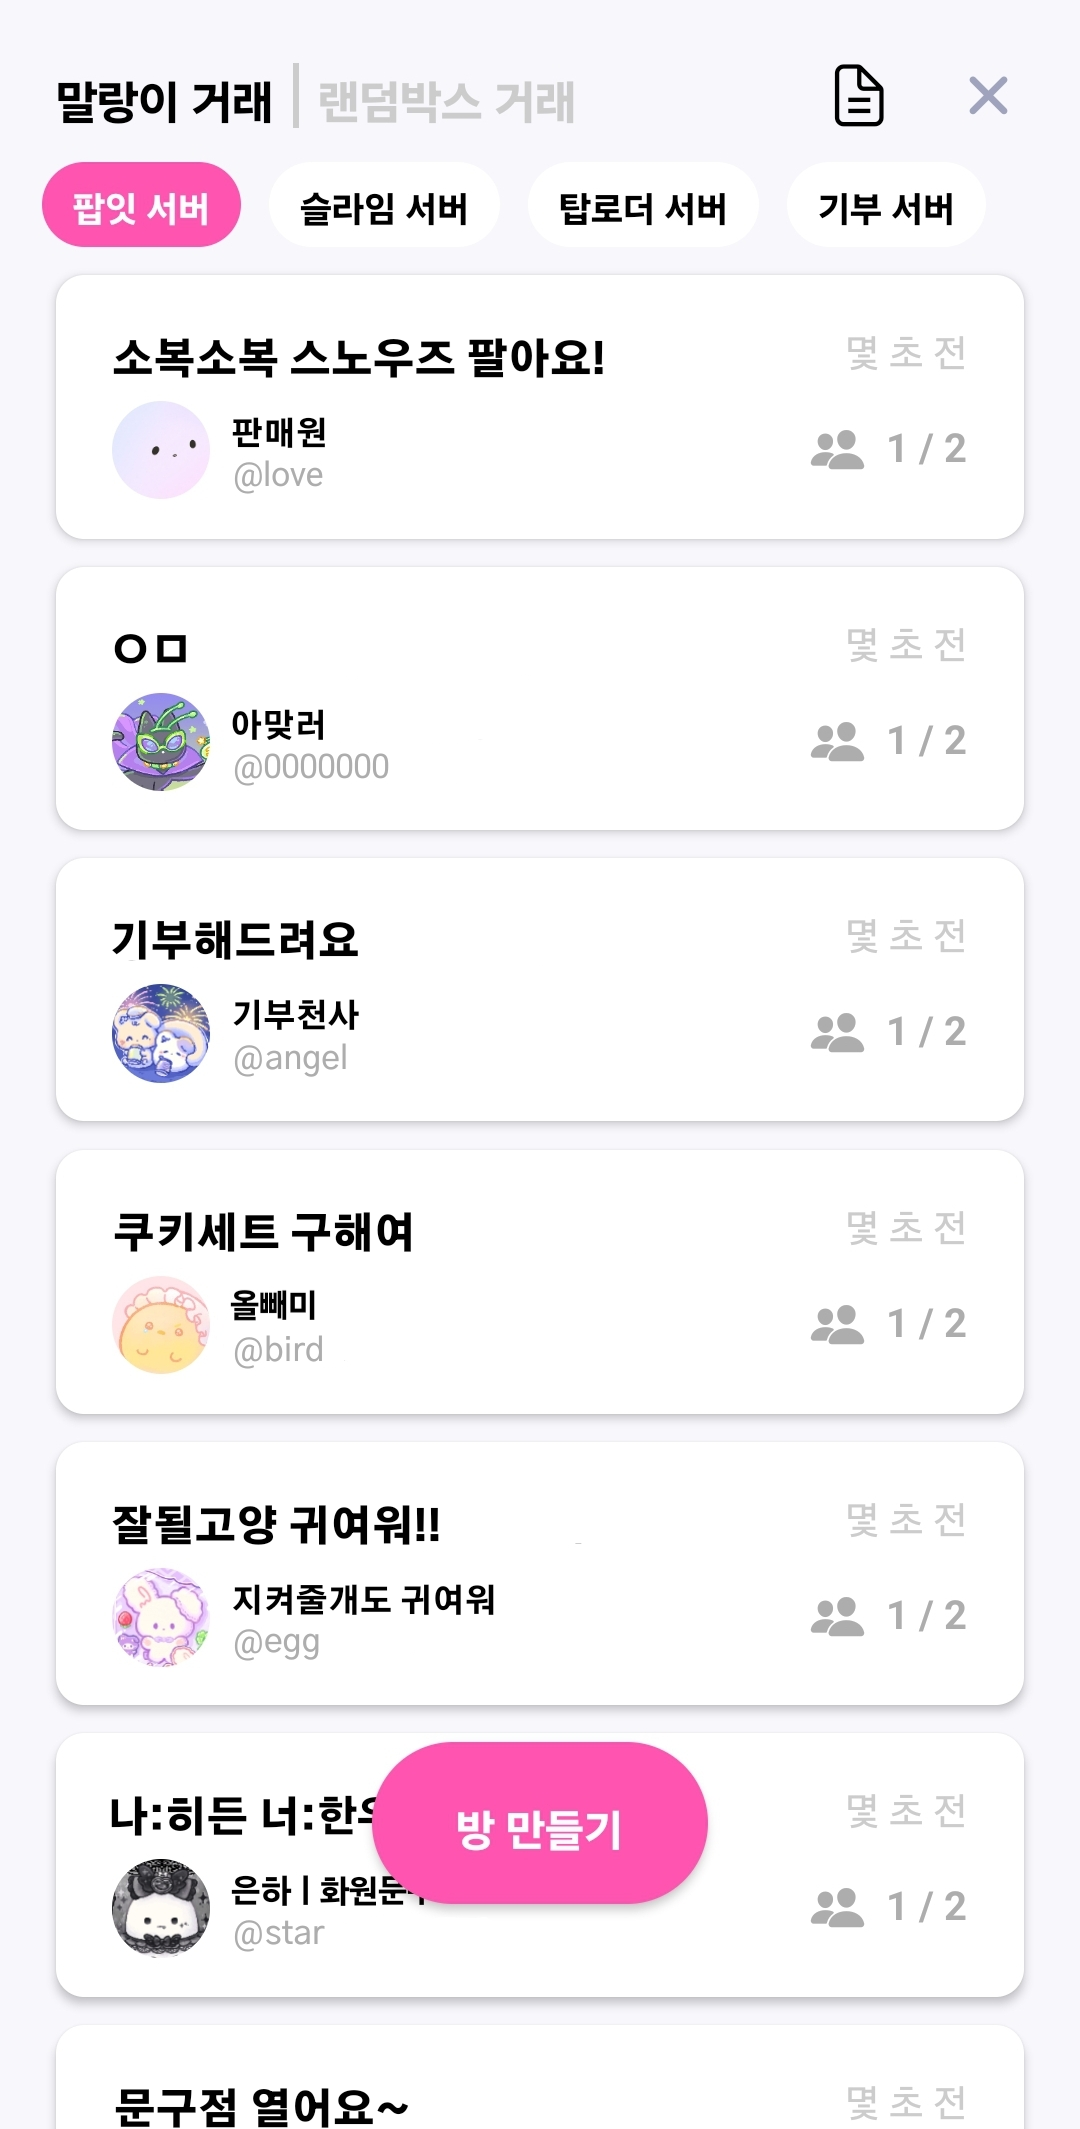 말랑이 거래 | 랜덤박스 거래
팝잇 서버 슬라임 서버 탑로더 서버 기부 서버
소복소복 스노우즈 팔아요! 몇 초 전
판매원
@love
1 / 2
ㅇㅁ 몇 초 전
아맞러
@0000000
1 / 2
기부해드려요 몇 초 전
기부천사
@angel
1 / 2
쿠키세트 구해여 몇 초 전
올빼미
@bird
1 / 2
잘될고양 귀여워!! 몇 초 전
지켜줄개도 귀여워
@egg
1 / 2
나:히든 너: 몇 초 전
방 만들기
은하 |
@star
1 / 2
문구점 열어요~ 몇 초 전